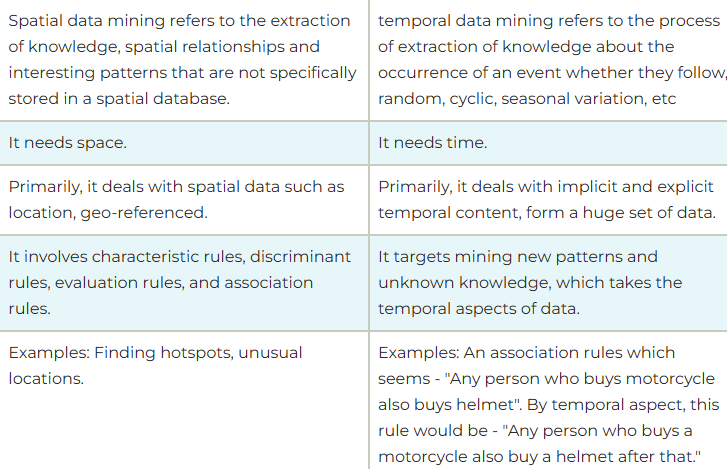 Spatial data mining refers to the extraction
of knowledge, spatial relationships and
interesting patterns that are not specifically
stored in a spatial database.
temporal data mining refers to the process
of extraction of knowledge about the
occurrence of an event whether they follow,
random, cyclic, seasonal variation, etc
It needs space.
It needs time.
Primarily, it deals with spatial data such as
location, geo-referenced.
Primarily, it deals with implicit and explicit
temporal content, form a huge set of data.
It involves characteristic rules, discriminant
rules, evaluation rules, and association
rules.
It targets mining new patterns and
unknown knowledge, which takes the
temporal aspects of data.
Examples: Finding hotspots, unusual
locations.
Examples: An association rules which
seems - "Any person who buys motorcycle
also buys helmet". By temporal aspect, this
rule would be - "Any person who buys a
motorcycle also buy a helmet after that."